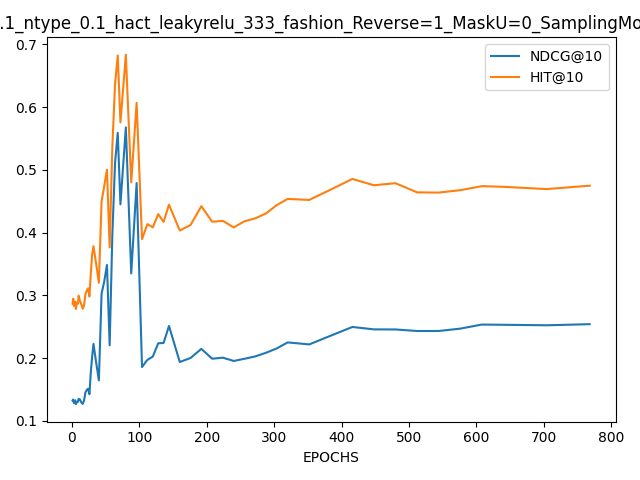 .1_ntype_0.1_hact_leakyrelu_333_fashion_Reverse=1_MaskU=0_SamplingMo
NDCG@10
HIT@10
0.7
0.6
0.5
0.4
0.3
0.2
0.1
0 100 200 300 400 500 600 700 800
EPOCHS